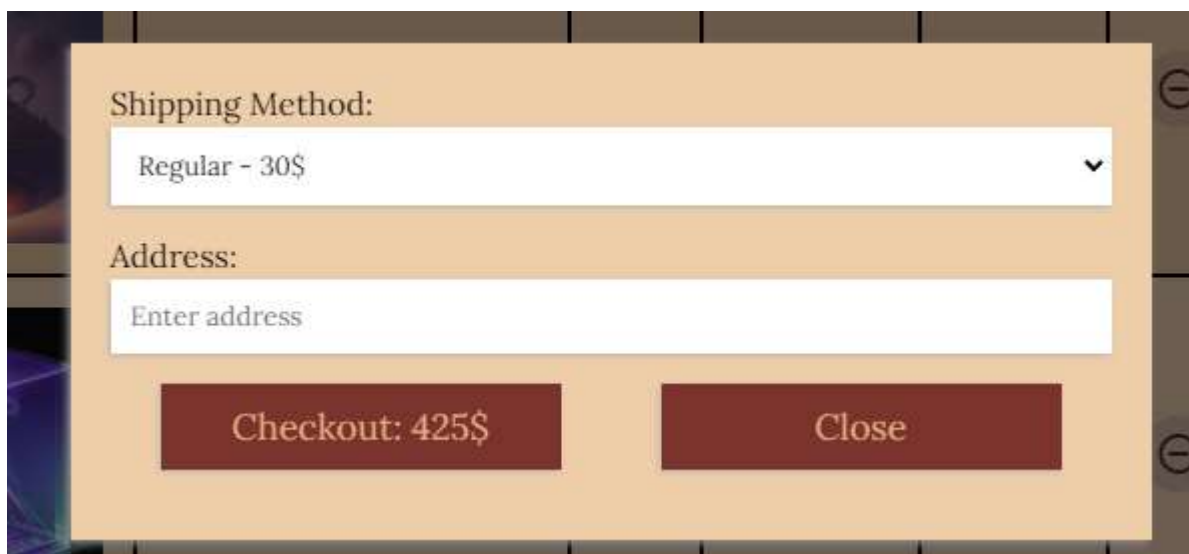 Shipping Method:
Regular - 30$
Address:
Enter address
Checkout: 425$
Close